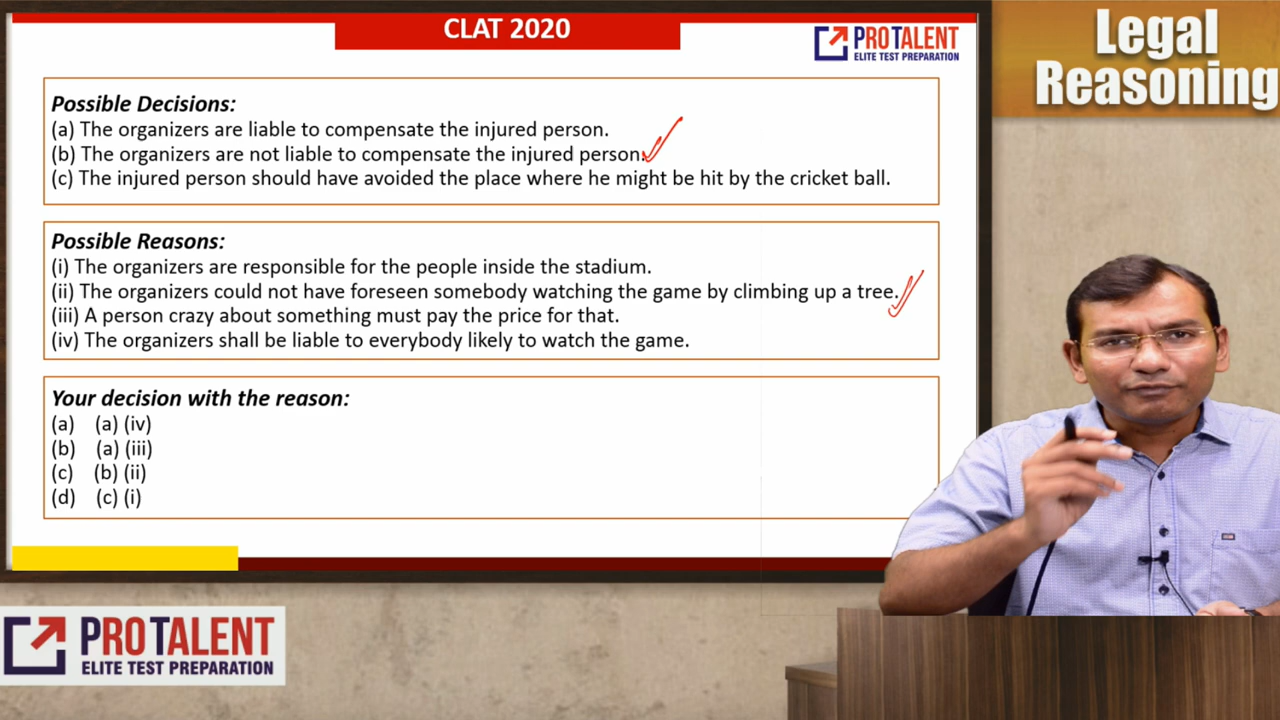 CLAT 2020
PROTALENT
ELITE TEST PREPARATION
Legal
Reasoning
Possible Decisions:
(a) The organizers are liable to compensate the injured person.
(b) The organizers are not liable to compensate the injured person.
(c) The injured person should have avoided the place where he might be hit by the cricket ball.
Possible Reasons:
(i) The organizers are responsible for the people inside the stadium.
(ii) The organizers could not have foreseen somebody watching the game by climbing up a tree.
(iii) A person crazy about something must pay the price for that.
(iv) The organizers shall be liable to everybody likely to watch the game.
Your decision with the reason:
(a) (a) (iv)
(b) (a) (iii)
(c) (b) (ii)
(d) (c) (i)
PROTALENT
ELITE TEST PREPARATION